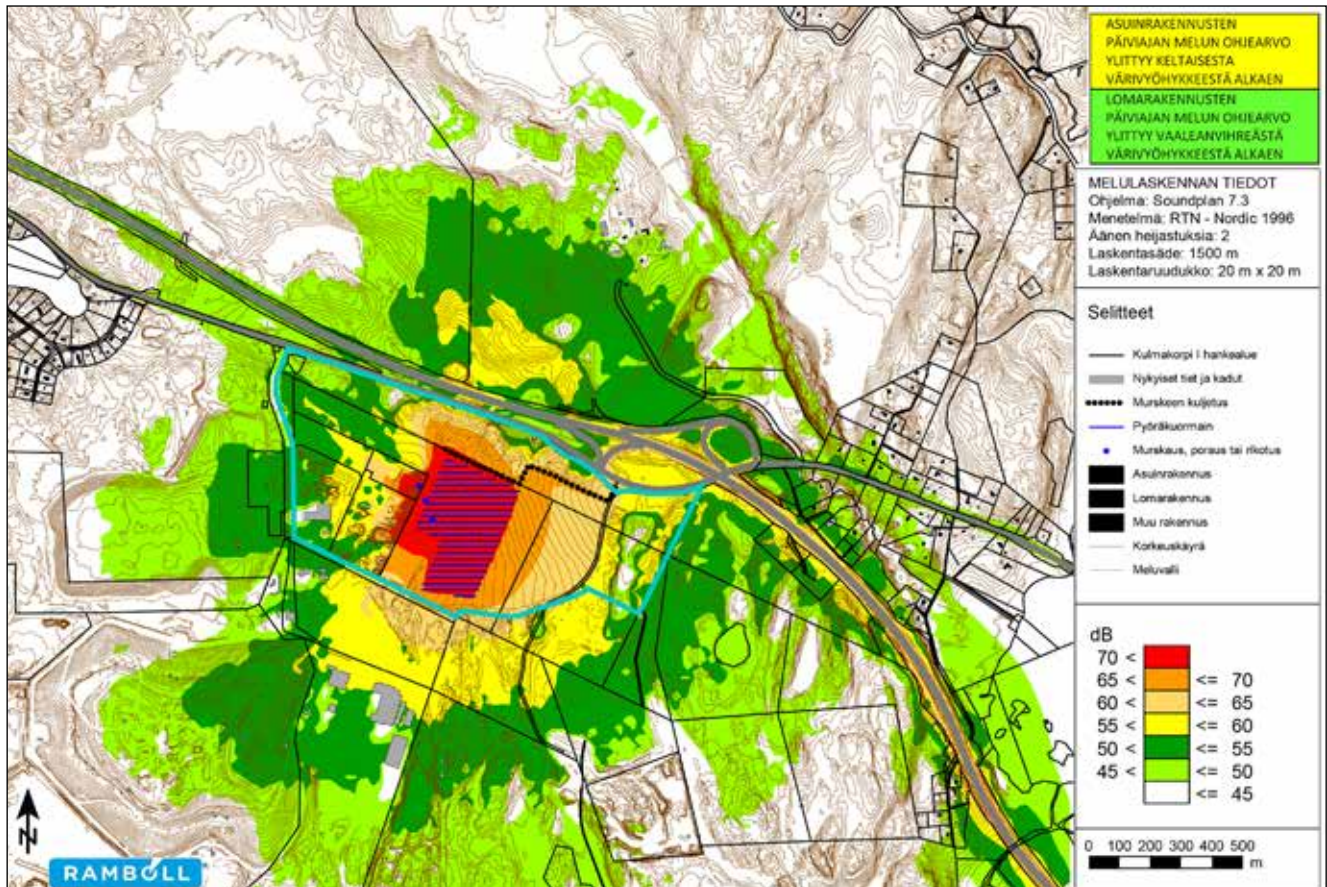 ASUINRAKENNUSTEN
PÄIVIAJAN MELUN OHJEARVO
YLITTYY KELTAISESTA
VÄRIVYÖHYKKEESTÄ ALKAEN
LOMARAKENNUSTEN
PÄIVIAJAN MELUN OHJEARVO
YLITTYY VAALEANVIHREÄSTÄ
VÄRIVYÖHYKKEESTÄ ALKAEN
MELULASKENNAN TIEDOT
Ohjelma: Soundplan 7.3
Menetelmä: RTN - Nordic 1996
Äänen heijastuksia: 2
Laskentasäde: 1500 m
Laskentaruudukko: 20 m x 20 m
Selitteet
Kulmakorpi I hankealue
Nykyiset tiet ja kadut
Murskeen kuljetus
Pyöräkuormain
Murskaus, poraus tai rikotus
Asuinrakennus
Lomarakennus
Muu rakennus
Korkeuskäyrä
Meluvalli
dB
70 <
65 < <= 70
60 < <= 65
55 < <= 60
50 < <= 55
45 < <= 50
<= 45
0 100 200 300 400 500
m
N
RAMBOLL